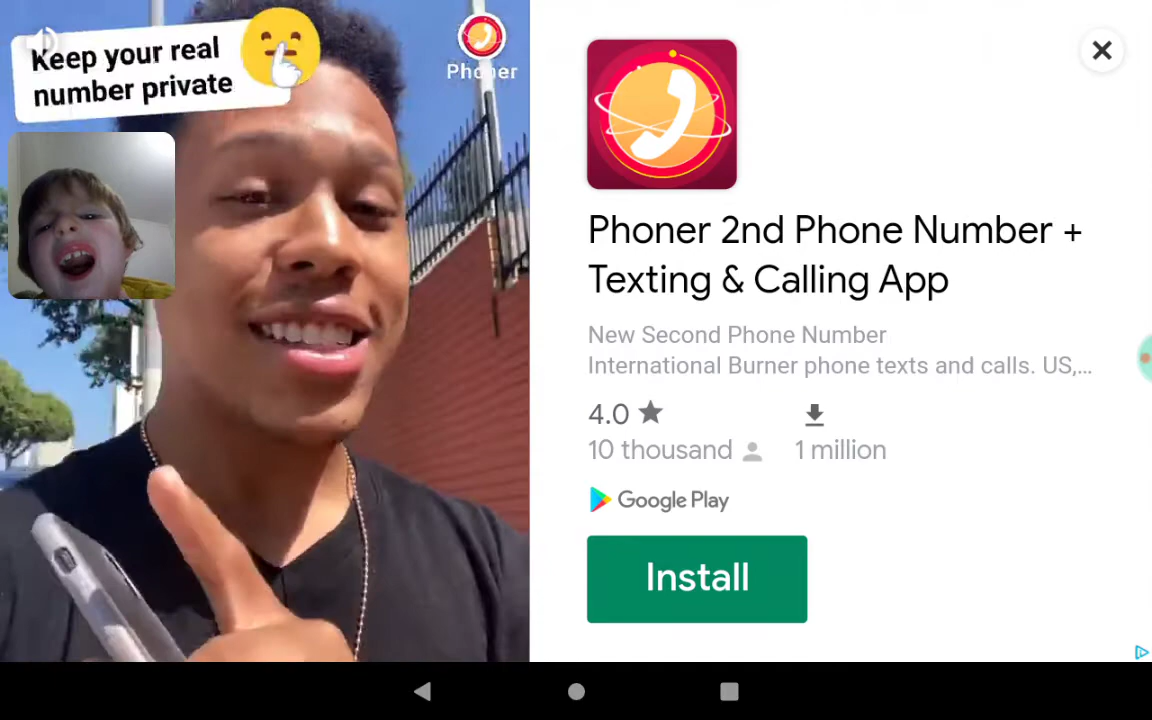 Keep your real
number private
Phoner
Phoner 2nd Phone Number +
Texting & Calling App
New Second Phone Number
International Burner phone texts and calls. US,...
4.0
10 thousand
1 million
Google Play
Install